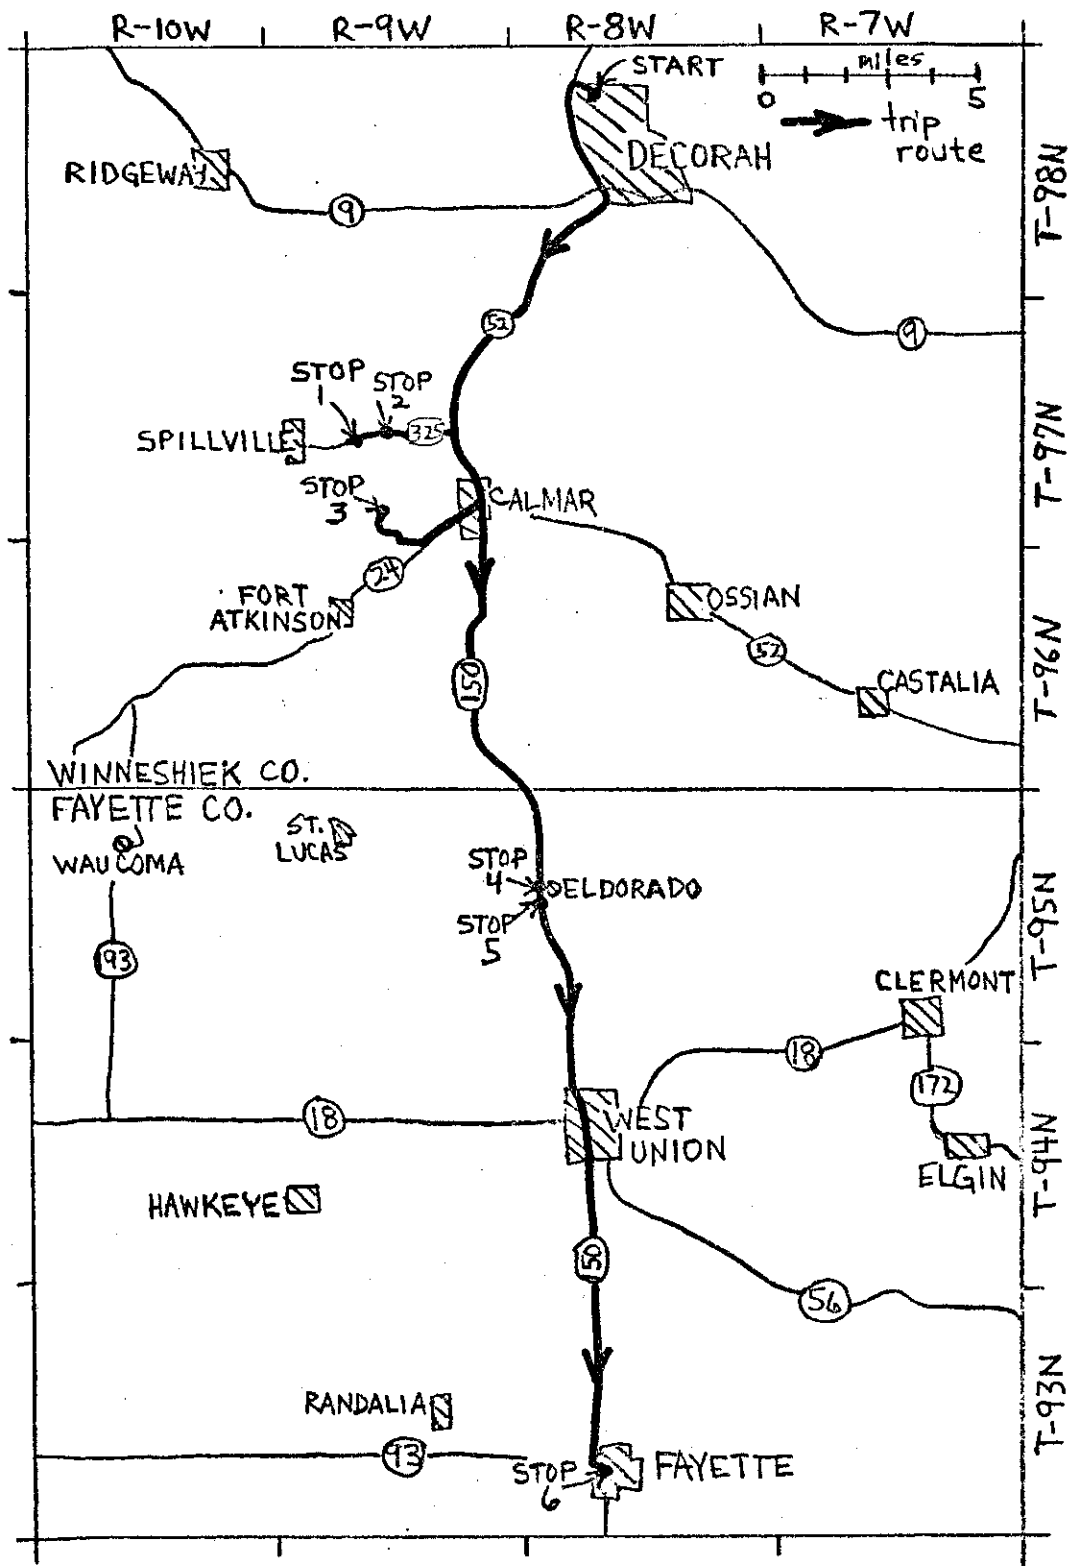 R-10W R-9W R-8W R-7W
START
miles
0 5
trip
route
DECORAH
RIDGEWAY
T-98N
9
52
9
STOP
1
STOP
2
325
SPILLVILLE
T-97N
STOP
3
CALMAR
24
FORT
ATKINSON
OSSIAN
52
T-96N
150
CASTALIA
WINNESHIEK CO.
FAYETTE CO.
ST.
LUCAS
WAUCOMA
STOP
4
ELDORADO
STOP
5
T-95N
93
CLERMONT
18
172
18
WEST
UNION
T-94N
ELGIN
HAWKEYE
150
56
T-93N
RANDALIA
93
STOP
6
FAYETTE